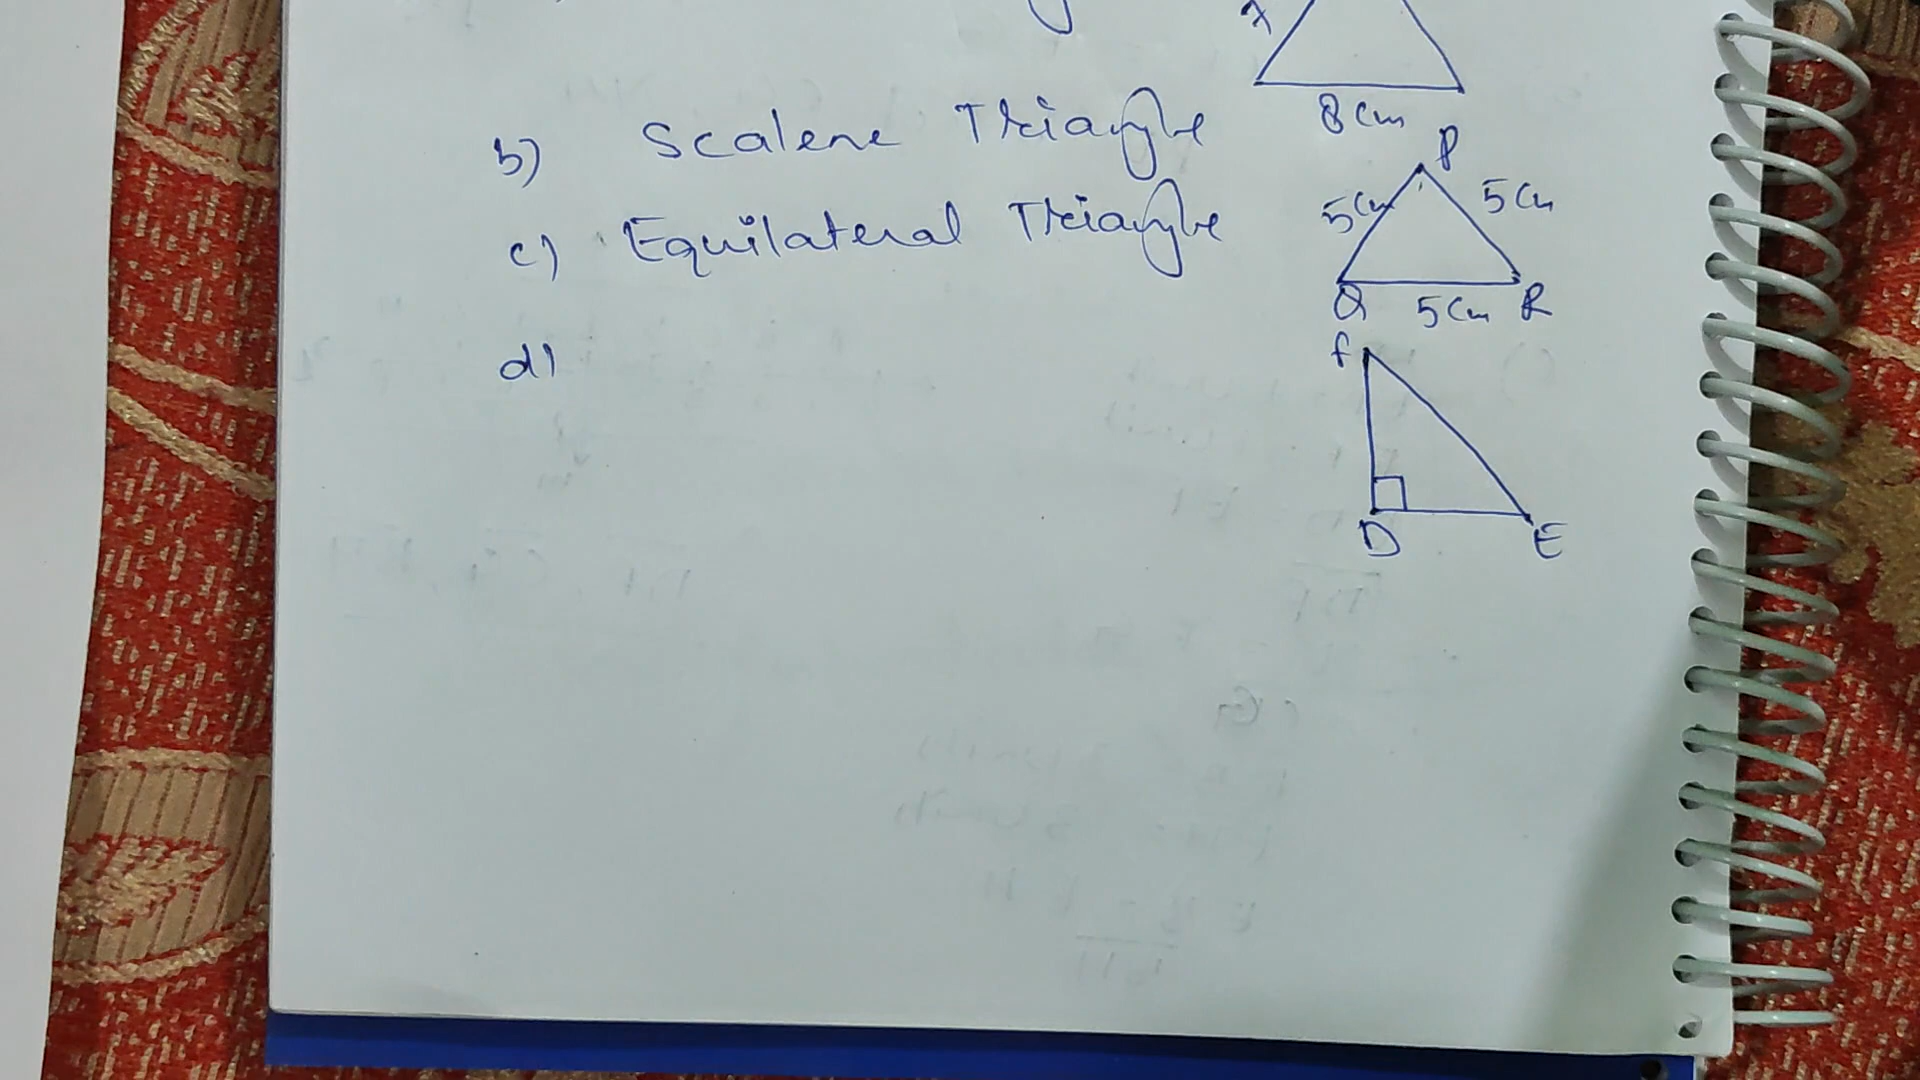 7
8 cm
b) Scalene Triangle
P
5 cm 5 cm
c) Equilateral Triangle
Q 5 cm R
d)
F
D E